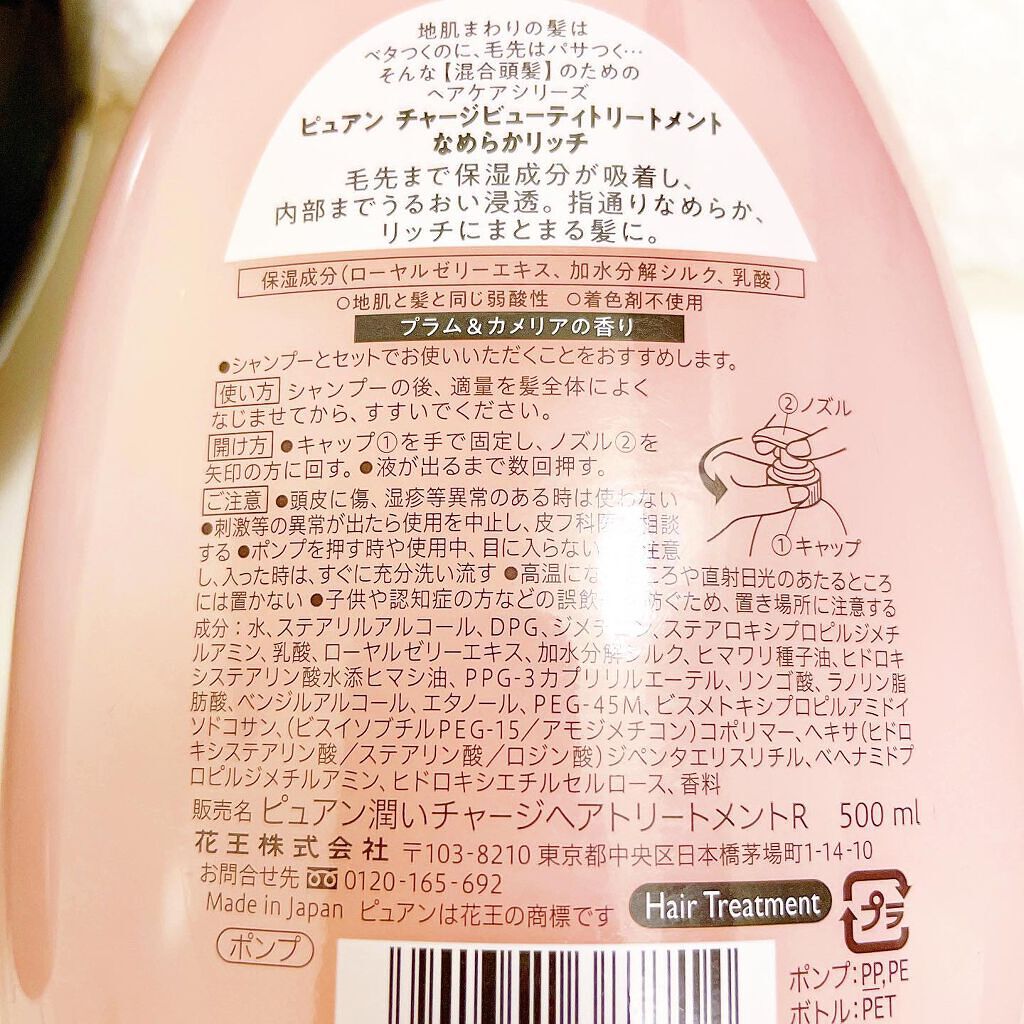 地肌まわりの髪は
ベタつくのに、毛先はパサつく…
そんな【混合頭髪】のための
ヘアケアシリーズ
ピュアン チャージビューティトリートメント
なめらかリッチ
毛先まで保湿成分が吸着し、
内部までうるおい浸透。指通りなめらか、
リッチにまとまる髪に。
保湿成分(ローヤルゼリーエキス、加水分解シルク、乳酸)
○地肌と髪と同じ弱酸性 ○着色剤不使用
プラム&カメリアの香り
●シャンプーとセットでお使いいただくことをおすすめします。
使い方 シャンプーの後、適量を髪全体によく
なじませてから、すすいでください。
開け方 ●キャップ①を手で固定し、ノズル②を
矢印の方に回す。●液が出るまで数回押す。
②ノズル
①キャップ
ご注意 ●頭皮に傷、湿疹等異常のある時は使わない
●刺激等の異常が出たら使用を中止し、皮フ科医 相談
する ●ポンプを押す時や使用中、目に入らない 注意
し、入った時は、すぐに充分洗い流す ●高温にな ころや直射日光のあたるところ
には置かない ●子供や認知症の方などの誤飲 防ぐため、置き場所に注意する
成分:水、ステアリルアルコール、DPG、ジメチコン、ステアロキシプロピルジメチ
ルアミン、乳酸、ローヤルゼリーエキス、加水分解シルク、ヒマワリ種子油、ヒドロキ
システアリン酸水添ヒマシ油、PPG-3カプリリルエーテル、リンゴ酸、ラノリン脂
肪酸、ベンジルアルコール、エタノール、PEG-45M、ビスメトキシプロピルアミドイ
ソドコサン、(ビスイソブチルPEG-15/アモジメチコン)コポリマー、ヘキサ(ヒドロ
キシステアリン酸/ステアリン酸/ロジン酸)ジペンタエリスリチル、ベヘナミドプ
ロピルジメチルアミン、ヒドロキシエチルセルロース、香料
販売名 ピュアン潤いチャージヘアトリートメントR 500 ml
花王株式会社 〒103-8210 東京都中央区日本橋茅場町1-14-10
お問合せ先 0120-165-692
Made in Japan ピュアンは花王の商標です
Hair Treatment
プラ
ポンプ
ポンプ:PP,PE
ボトル:PET